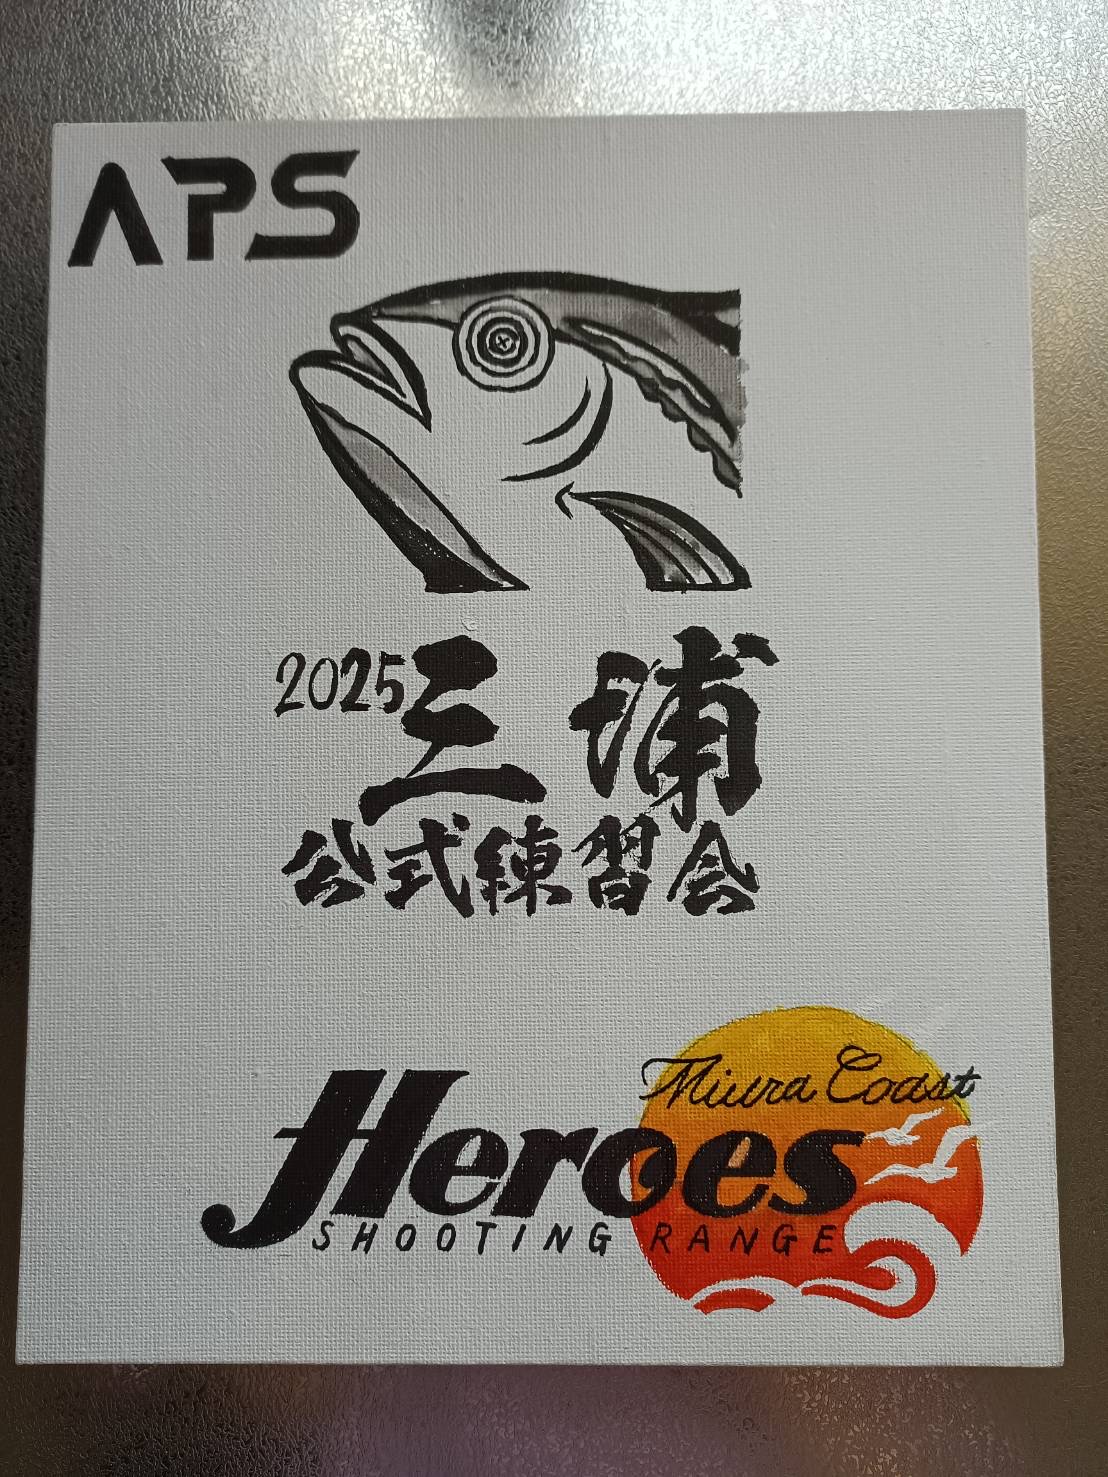 APS
2025三浦
公式練習会
Miura Coast
Heroes
SHOOTING RANGE